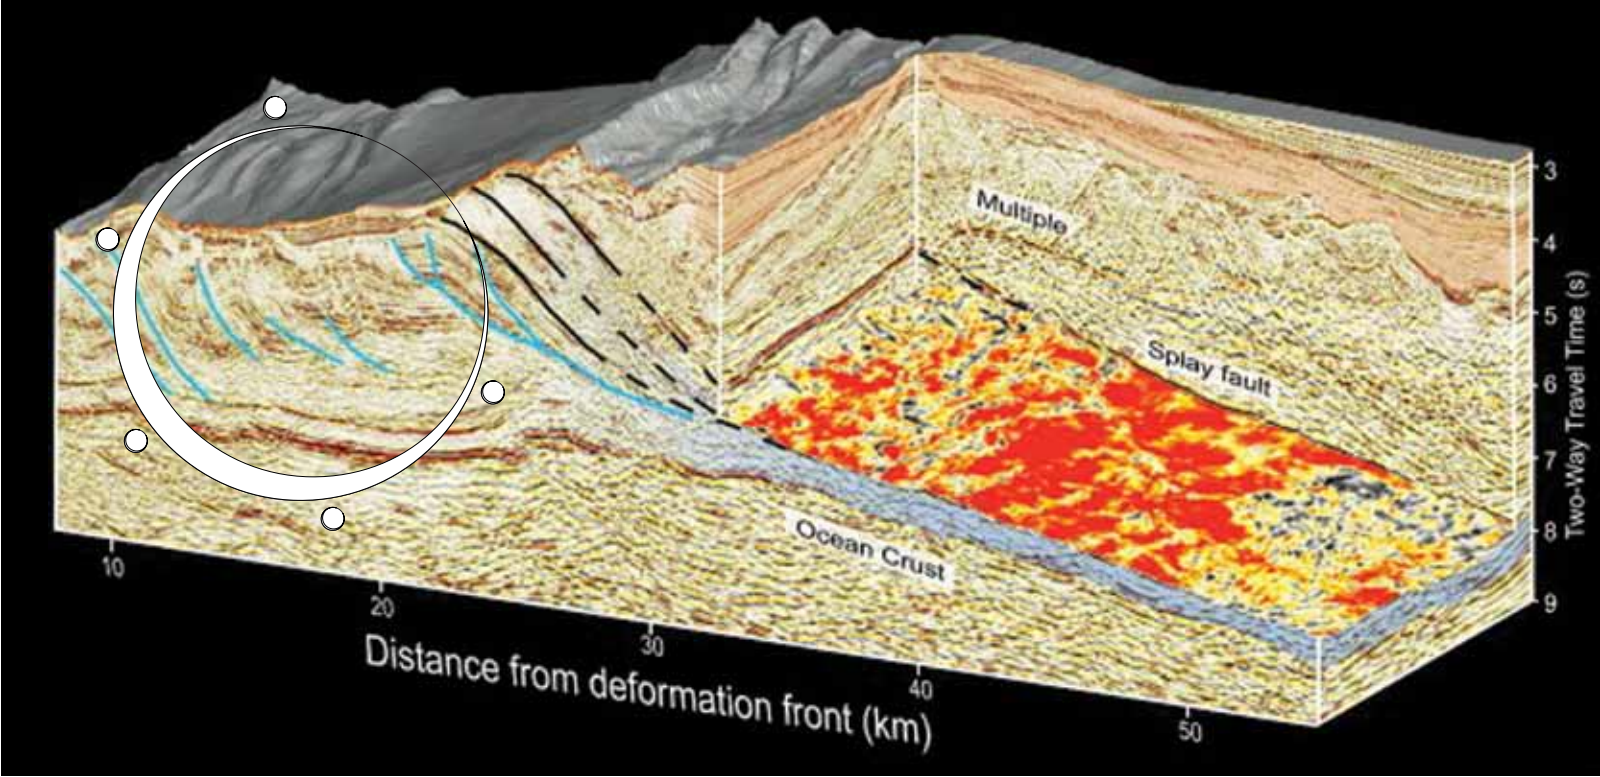 Multiple
3
4
5
Splay fault
6
7
Two-Way Travel Time (s)
Ocean Crust
8
9
10
20
30
40
50
Distance from deformation front (km)